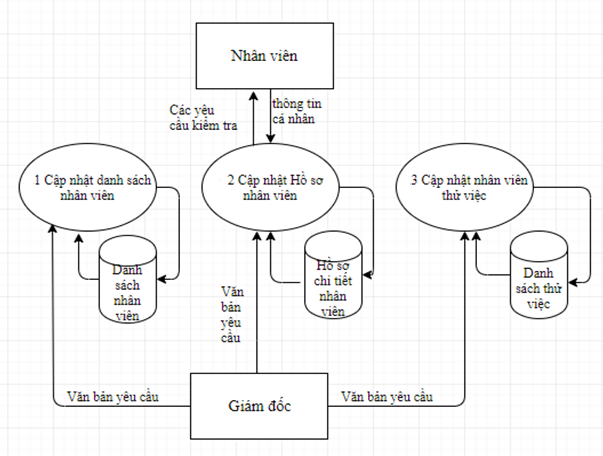 Nhân viên
Các yêu
cầu kiểm tra
thông tin
cá nhân
1 Cập nhật danh sách
nhân viên
2 Cập nhật Hồ sơ
nhân viên
3 Cập nhật nhân viên
thử việc
Danh
sách
nhân
viên
Hồ sơ
chi tiết
nhân
viên
Danh
sách thử
việc
Văn
bản
yêu
cầu
Văn bản yêu cầu
Giám đốc
Văn bản yêu cầu